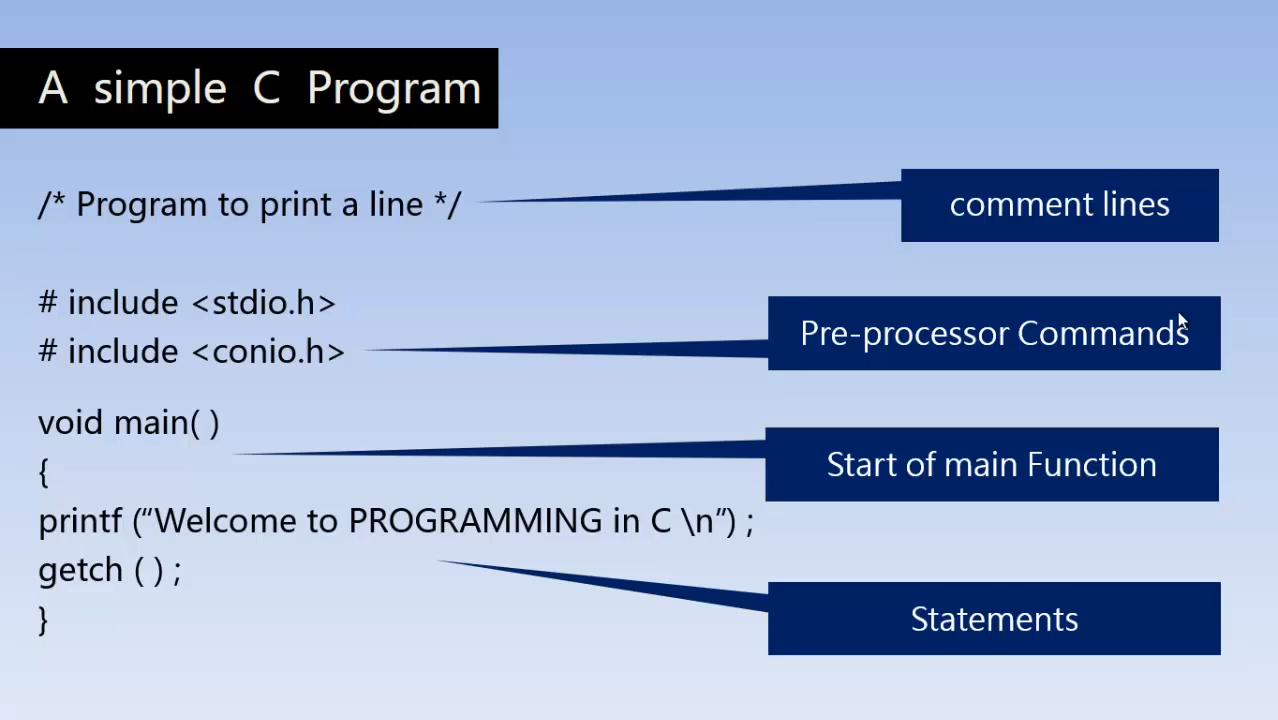 A simple C Program
/* Program to print a line */
comment lines
# include <stdio.h>
# include <conio.h>
Pre-processor Commands
void main( )
{
Start of main Function
printf (“Welcome to PROGRAMMING in C \n”) ;
getch ( ) ;
}
Statements